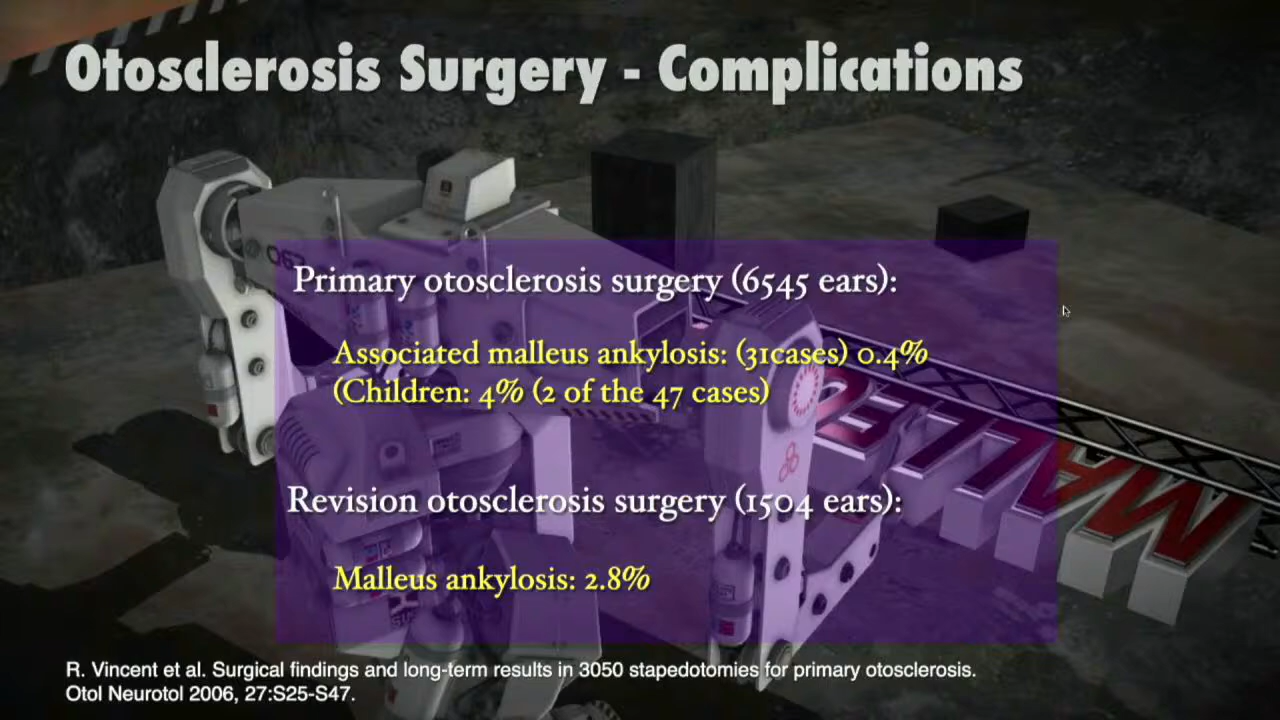 Otosclerosis Surgery - Complications
Primary otosclerosis surgery (6545 ears):
Associated malleus ankylosis: (31cases) 0.4%
(Children: 4% (2 of the 47 cases)
Revision otosclerosis surgery (1504 ears):
Malleus ankylosis: 2.8%
R. Vincent et al. Surgical findings and long-term results in 3050 stapedotomies for primary otosclerosis.
Otol Neurotol 2006, 27:S25-S47.